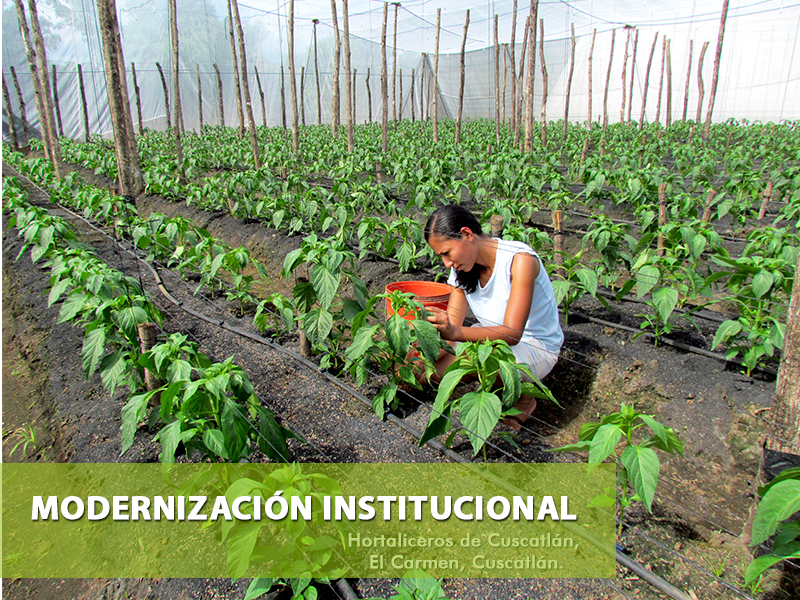 MODERNIZACIÓN INSTITUCIONAL
Hortaliceros de Cuscatlán,
El Carmen, Cuscatlán.